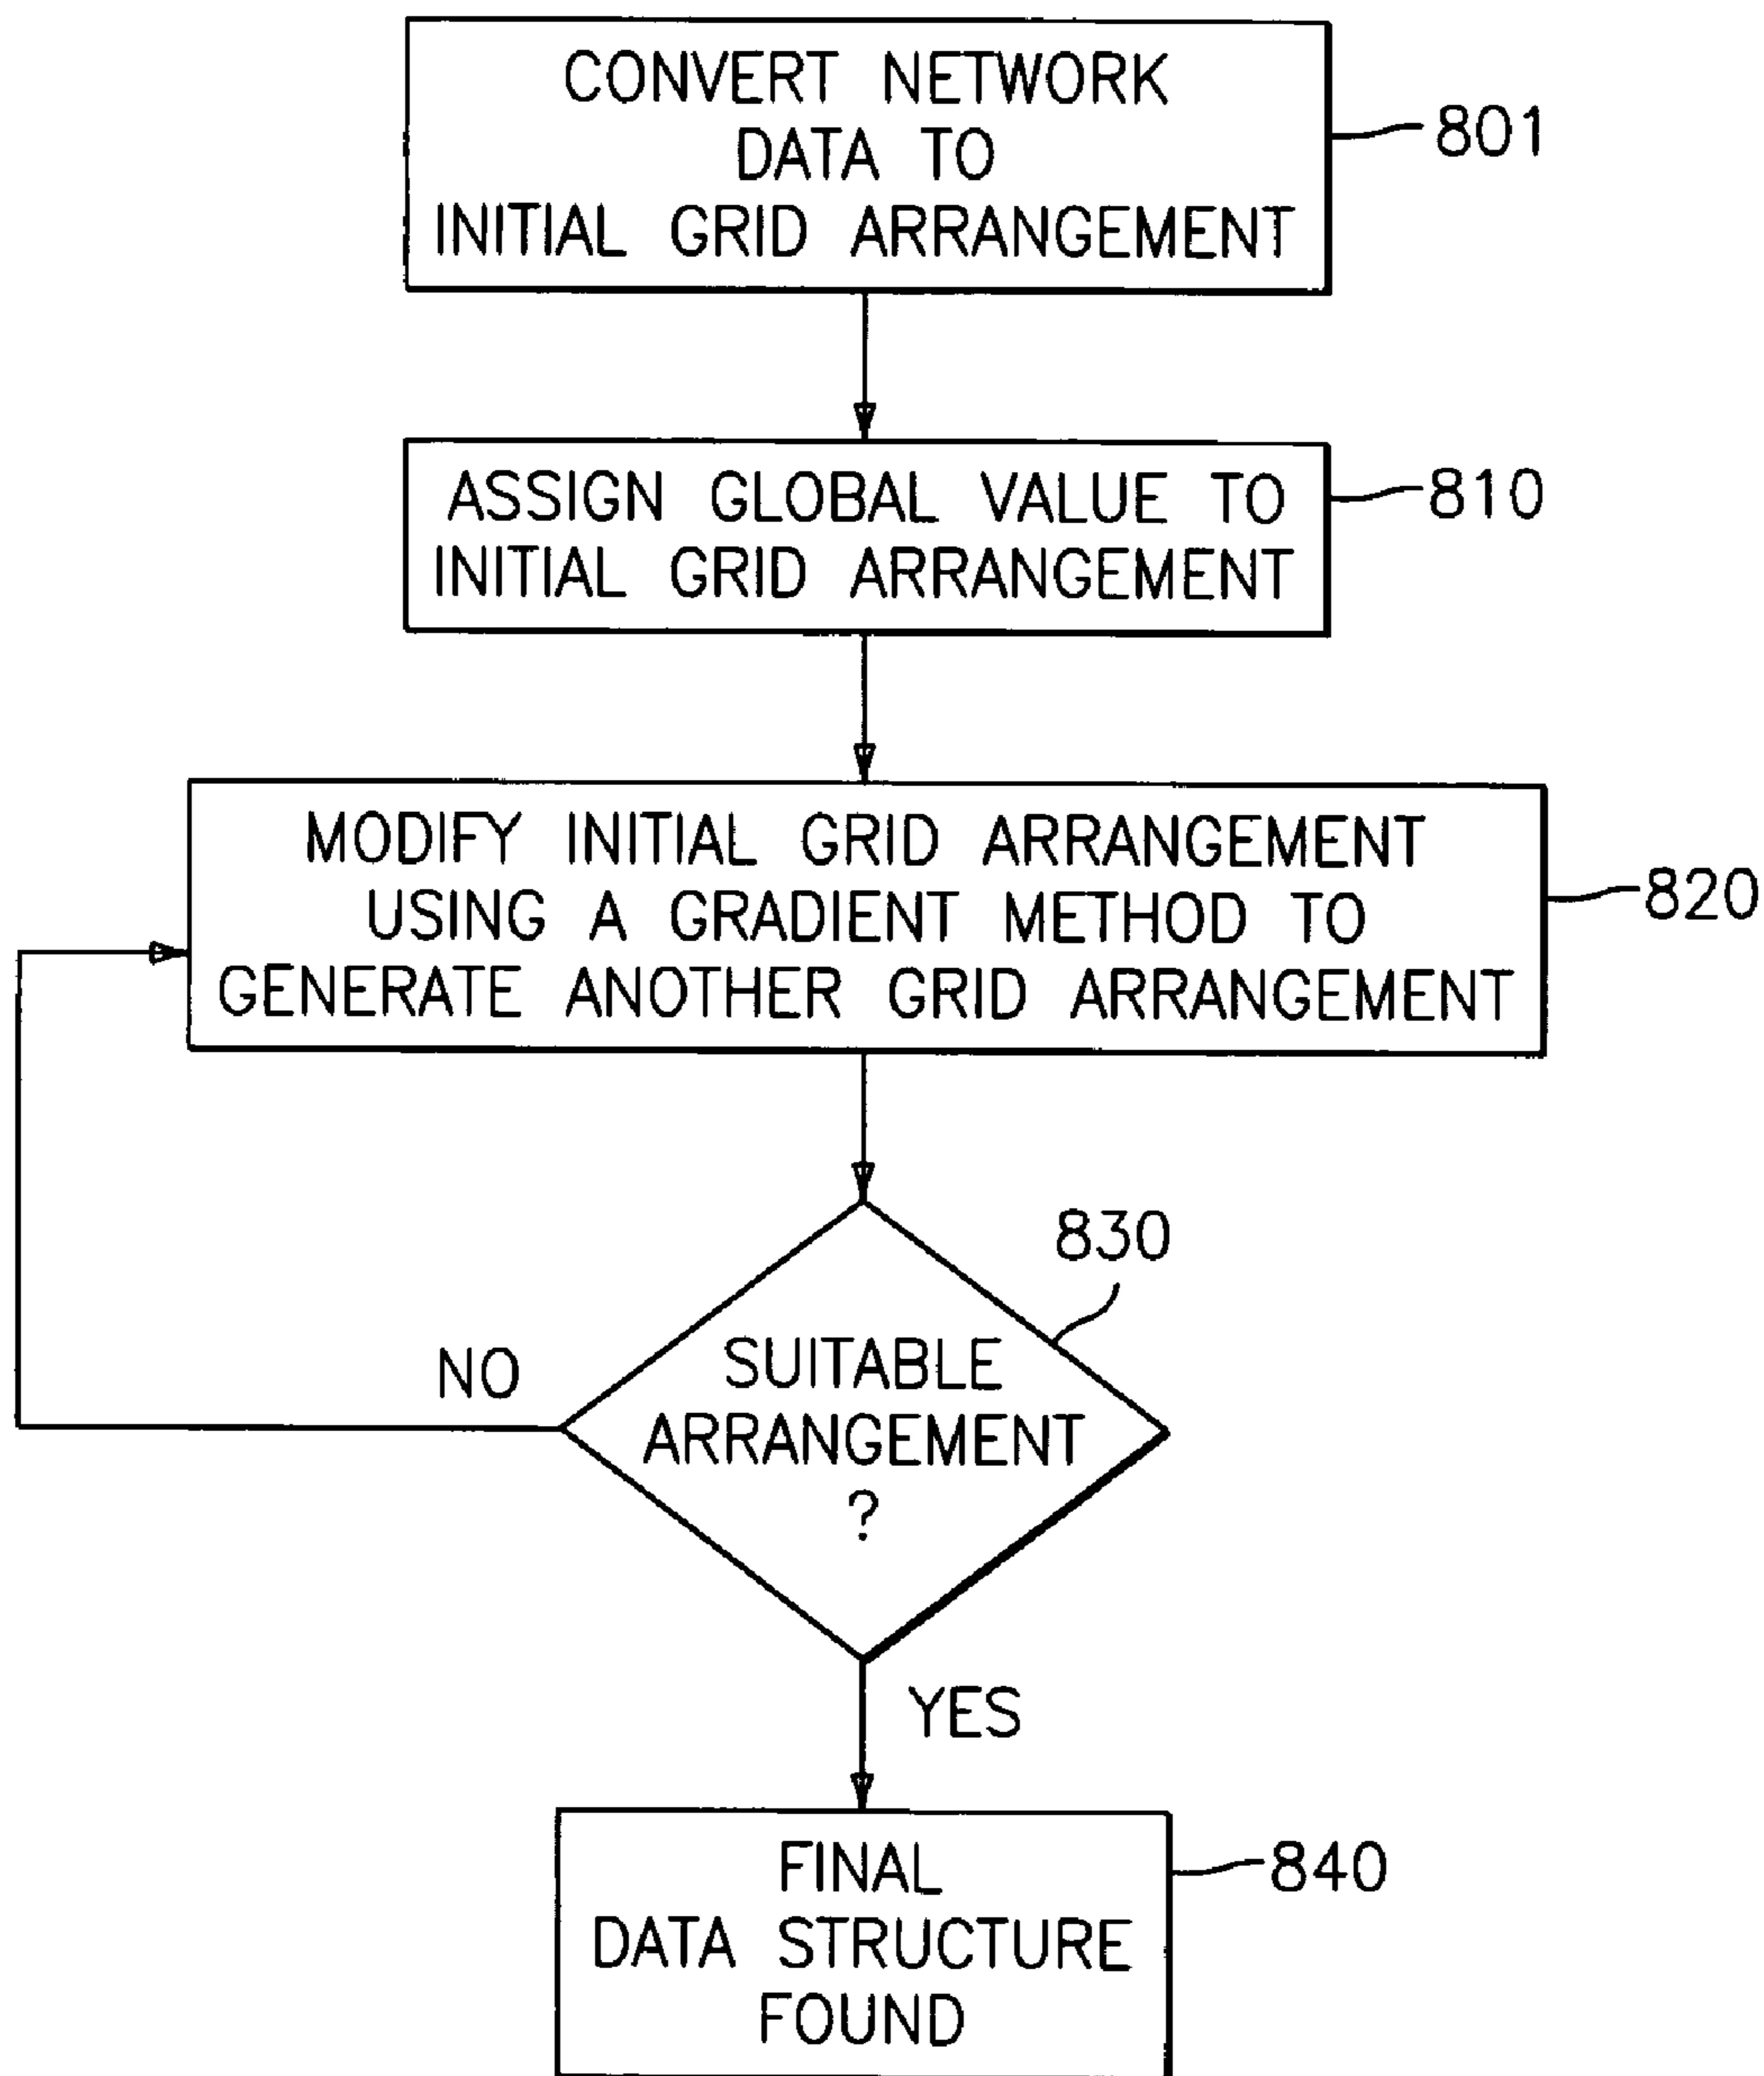 CONVERT NETWORK
DATA TO
INITIAL GRID ARRANGEMENT
801
ASSIGN GLOBAL VALUE TO
INITIAL GRID ARRANGEMENT
810
MODIFY INITIAL GRID ARRANGEMENT
USING A GRADIENT METHOD TO
GENERATE ANOTHER GRID ARRANGEMENT
820
830
SUITABLE
ARRANGEMENT
?
NO
YES
FINAL
DATA STRUCTURE
FOUND
840